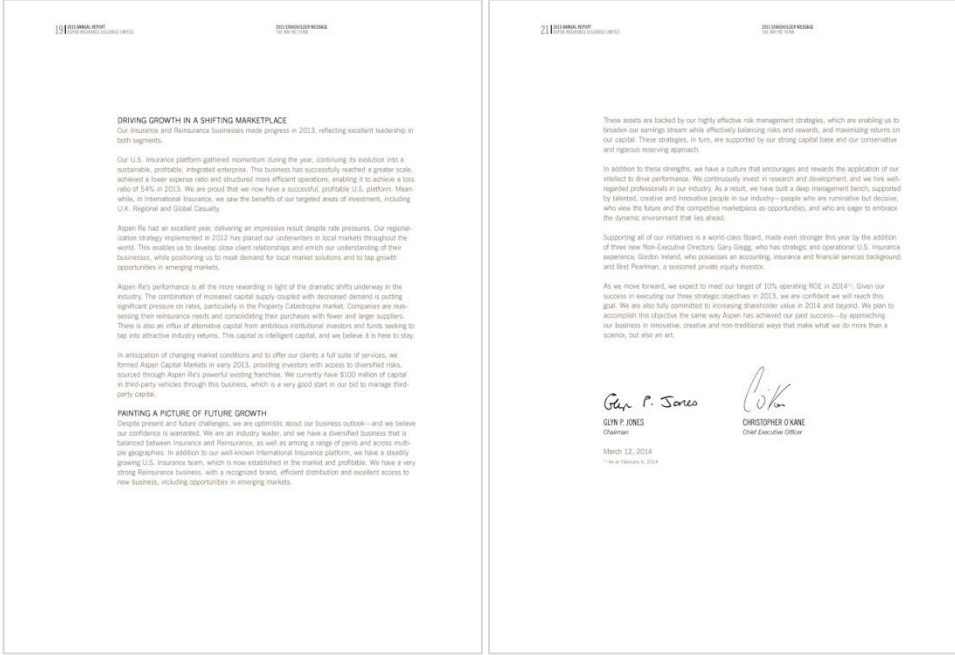 19 2013 ANNUAL REPORT
ASPEN INSURANCE HOLDINGS LIMITED
2013 STAKEHOLDER MESSAGE
THE WAY WE THINK
DRIVING GROWTH IN A SHIFTING MARKETPLACE
Our Insurance and Reinsurance businesses made progress in 2013, reflecting excellent leadership in
both segments.
Our U.S. Insurance platform gathered momentum during the year, continuing its evolution into a
sustainable, profitable, integrated enterprise. This business has successfully reached a greater scale,
achieved a lower expense ratio and structured more efficient operations, enabling it to achieve a loss
ratio of 54% in 2013. We are proud that we now have a successful, profitable U.S. platform. Mean-
while, in International Insurance, we saw the benefits of our targeted areas of investment, including
U.K. Regional and Global Casualty.
Aspen Re had an excellent year, delivering an impressive result despite rate pressures. Our regional-
ization strategy implemented in 2012 has placed our underwriters in local markets throughout the
world. This enables us to develop close client relationships and enrich our understanding of their
business, while positioning us to meet demand for local market solutions and to tap growth
opportunities in emerging markets.
Aspen Re's performance is all the more rewarding in light of the dramatic shifts underway in the
industry. The combination of increased capital supply coupled with decreased demand is putting
significant pressure on rates, particularly in the Property Catastrophe market. Companies are reas-
sessing their reinsurance needs and consolidating their purchases with fewer and larger suppliers.
There is also an influx of alternative capital from ambitious institutional investors and funds seeking to
tap into attractive industry returns. This capital is intelligent capital, and we believe it is here to stay.
In anticipation of changing market conditions and to offer our clients a full suite of services, we
formed Aspen Capital Markets in early 2013, providing investors with access to diversified risks,
sourced through Aspen Re's powerful existing franchise. We currently have $100 million of capital
in third-party vehicles through this business, which is a very good start in our bid to manage third-
party capital.
PAINTING A PICTURE OF FUTURE GROWTH
Despite present and future challenges, we are optimistic about our business outlook—and we believe
our confidence is warranted. We are an industry leader, and we have a diversified business that is
balanced between Insurance and Reinsurance, as well as among a range of perils and across multi-
ple geographies. In addition to our well-known International Insurance platform, we have a steadily
growing U.S. Insurance team, which is now established in the market and profitable. We have a very
strong Reinsurance business, with a recognized brand, efficient distribution and excellent access to
new business, including opportunities in emerging markets.
21 2013 ANNUAL REPORT
ASPEN INSURANCE HOLDINGS LIMITED
2013 STAKEHOLDER MESSAGE
THE WAY WE THINK
These assets are backed by our highly effective risk management strategies, which are enabling us to
broaden our earnings stream while effectively balancing risks and rewards, and maximizing returns on
our capital. These strategies, in turn, are supported by our strong capital base and our conservative
and rigorous reserving approach.
In addition to these strengths, we have a culture that encourages and rewards the application of our
intellect to drive performance. We continuously invest in research and development, and we hire well-
regarded professionals in our industry. As a result, we have built a deep management bench, supported
by talented, creative and innovative people in our industry—people who are ruminative but decisive,
who view the future and the competitive marketplace as opportunities, and who are eager to embrace
the dynamic environment that lies ahead.
Supporting all of our initiatives is a world-class Board, made even stronger this year by the addition
of three new Non-Executive Directors: Gary Gregg, who has strategic and operational U.S. Insurance
experience; Gordon Ireland, who possesses an accounting, insurance and financial services background;
and Bret Pearlman, a seasoned private equity investor.
As we move forward, we expect to meet our target of 10% operating ROE in 2014(1). Given our
success in executing our three strategic objectives in 2013, we are confident we will reach this
goal. We are also fully committed to increasing shareholder value in 2014 and beyond. We plan to
accomplish this objective the same way Aspen has achieved our past success—by approaching
our business in innovative, creative and non-traditional ways that make what we do more than a
science, but also an art.
Glyn P. Jones
GLYN P. JONES
Chairman
CHRISTOPHER O'KANE
Chief Executive Officer
March 12, 2014
(1) As at February 6, 2014